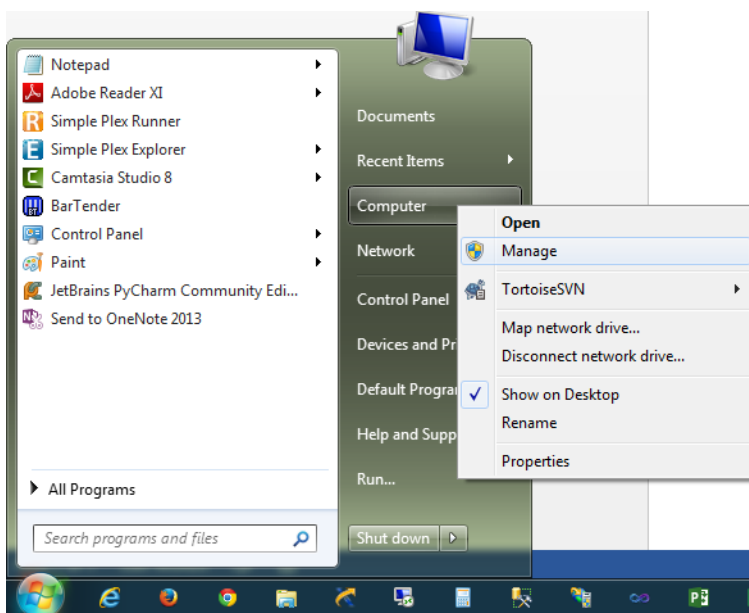 Notepad
Adobe Reader XI
Simple Plex Runner
Simple Plex Explorer
Camtasia Studio 8
BarTender
Control Panel
Paint
JetBrains PyCharm Community Edi...
Send to OneNote 2013
All Programs
Search programs and files
Documents
Recent Items
Computer
Network
Control Panel
Devices and Pr
Default Progra
Help and Supp
Run...
Shut down
Open
Manage
TortoiseSVN
Map network drive...
Disconnect network drive...
Show on Desktop
Rename
Properties